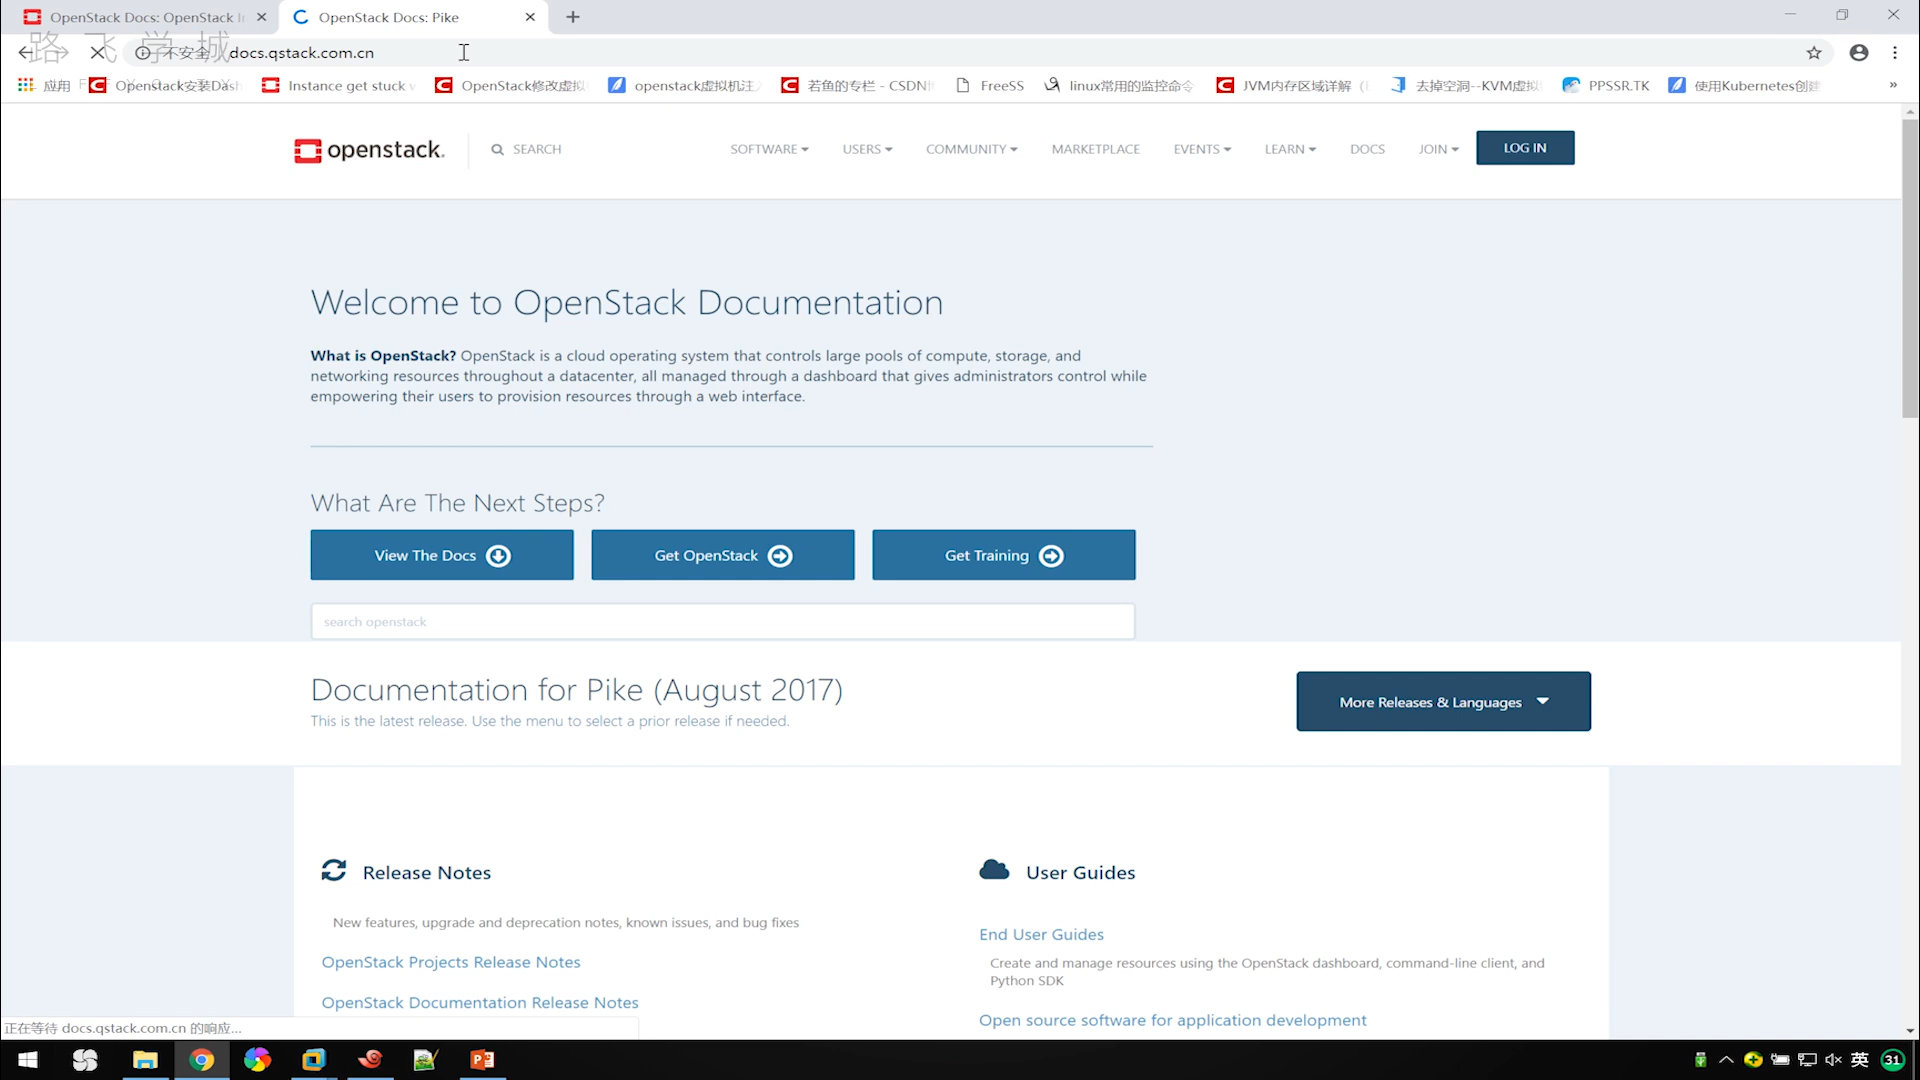 OpenStack Docs: OpenStack I
OpenStack Docs: Pike
路飞学城
不安全
docs.qstack.com.cn
应用
OpenStack安装Dash
Instance get stuck
OpenStack修改虚拟
openstack虚拟机注
若鱼的专栏 - CSDN
FreeSS
linux常用的监控命令
JVM内存区域详解
去掉空洞--KVM虚拟
PPSSR.TK
使用Kubernetes创建
»
openstack.
SEARCH
SOFTWARE
USERS
COMMUNITY
MARKETPLACE
EVENTS
LEARN
DOCS
JOIN
LOG IN
Welcome to OpenStack Documentation
What is OpenStack? OpenStack is a cloud operating system that controls large pools of compute, storage, and
networking resources throughout a datacenter, all managed through a dashboard that gives administrators control while
empowering their users to provision resources through a web interface.
What Are The Next Steps?
View The Docs
Get OpenStack
Get Training
search openstack
Documentation for Pike (August 2017)
This is the latest release. Use the menu to select a prior release if needed.
More Releases & Languages
Release Notes
New features, upgrade and deprecation notes, known issues, and bug fixes
OpenStack Projects Release Notes
OpenStack Documentation Release Notes
User Guides
End User Guides
Create and manage resources using the OpenStack dashboard, command-line client, and
Python SDK
Open source software for application development
正在等待 docs.qstack.com.cn 的响应...
英
31